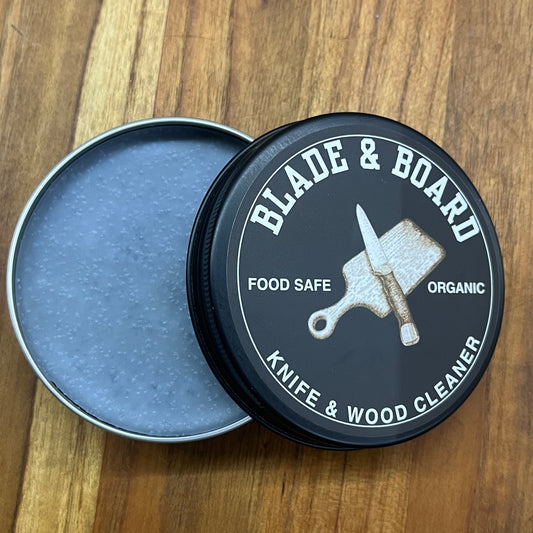 BLADE & BOARD
FOOD SAFE
ORGANIC
KNIFE & WOOD CLEANER